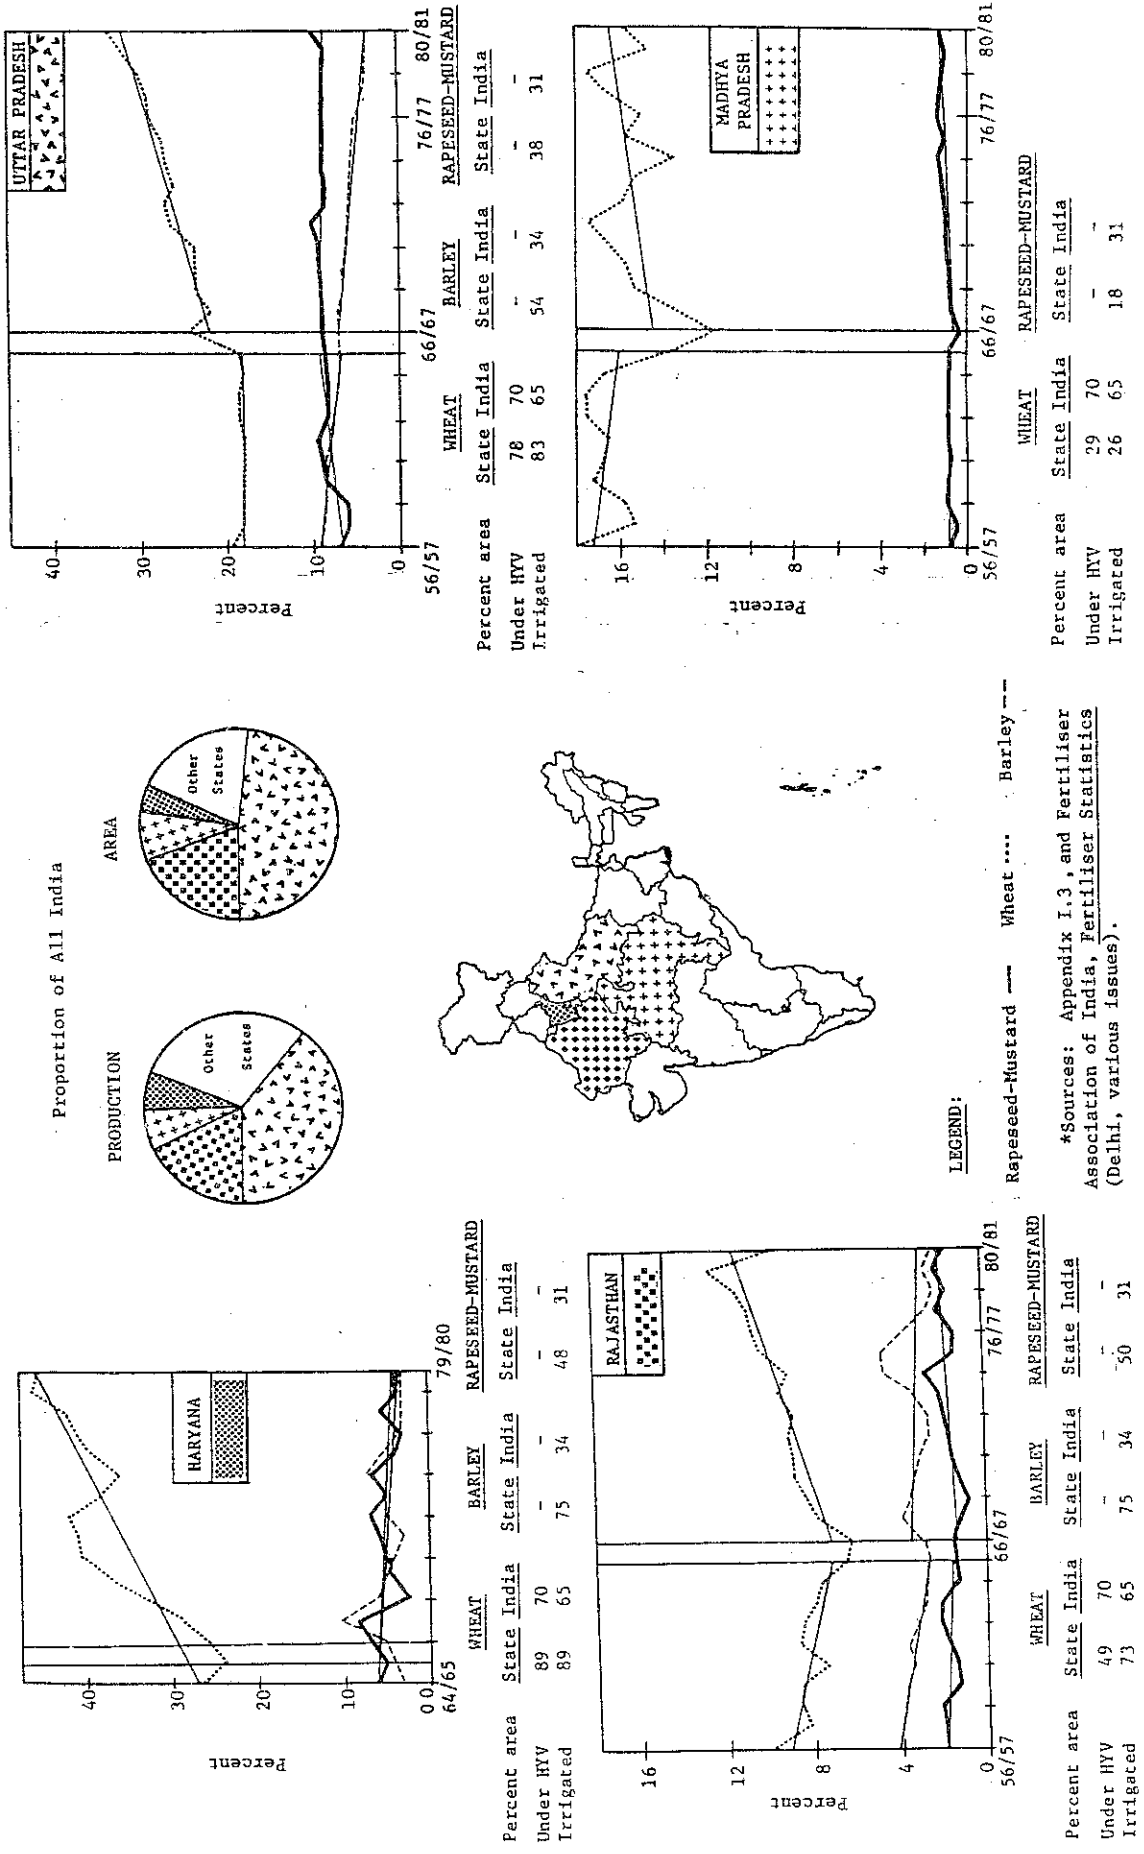 Proportion of All India
PRODUCTION
Other
States
AREA
Other
States
HARYANA
Percent
40
30
20
10
0 0
64/65
79/80
WHEAT BARLEY RAPESEED-MUSTARD
Percent area State India State India State India
Under HYV 89 70 - - - -
Irrigated 89 65 75 34 48 31
UTTAR PRADESH
Percent
40
30
20
10
0
56/57
66/67
76/77
80/81
WHEAT BARLEY RAPESEED-MUSTARD
Percent area State India State India State India
Under HYV 78 70 - - - -
Irrigated 83 65 54 34 38 31
RAJASTHAN
Percent
16
12
8
4
0
56/57
66/67
76/77
80/81
WHEAT BARLEY RAPESEED-MUSTARD
Percent area State India State India State India
Under HYV 49 70 - - - -
Irrigated 73 65 75 34 50 31
MADHYA
PRADESH
Percent
16
12
8
4
0
56/57
66/67
76/77
80/81
WHEAT RAPESEED-MUSTARD
Percent area State India State India
Under HYV 29 70 - -
Irrigated 26 65 18 31
LEGEND:
Rapeseed-Mustard —— Wheat .... Barley --
*Sources: Appendix I.3, and Fertiliser
Association of India, Fertiliser Statistics
(Delhi, various issues).